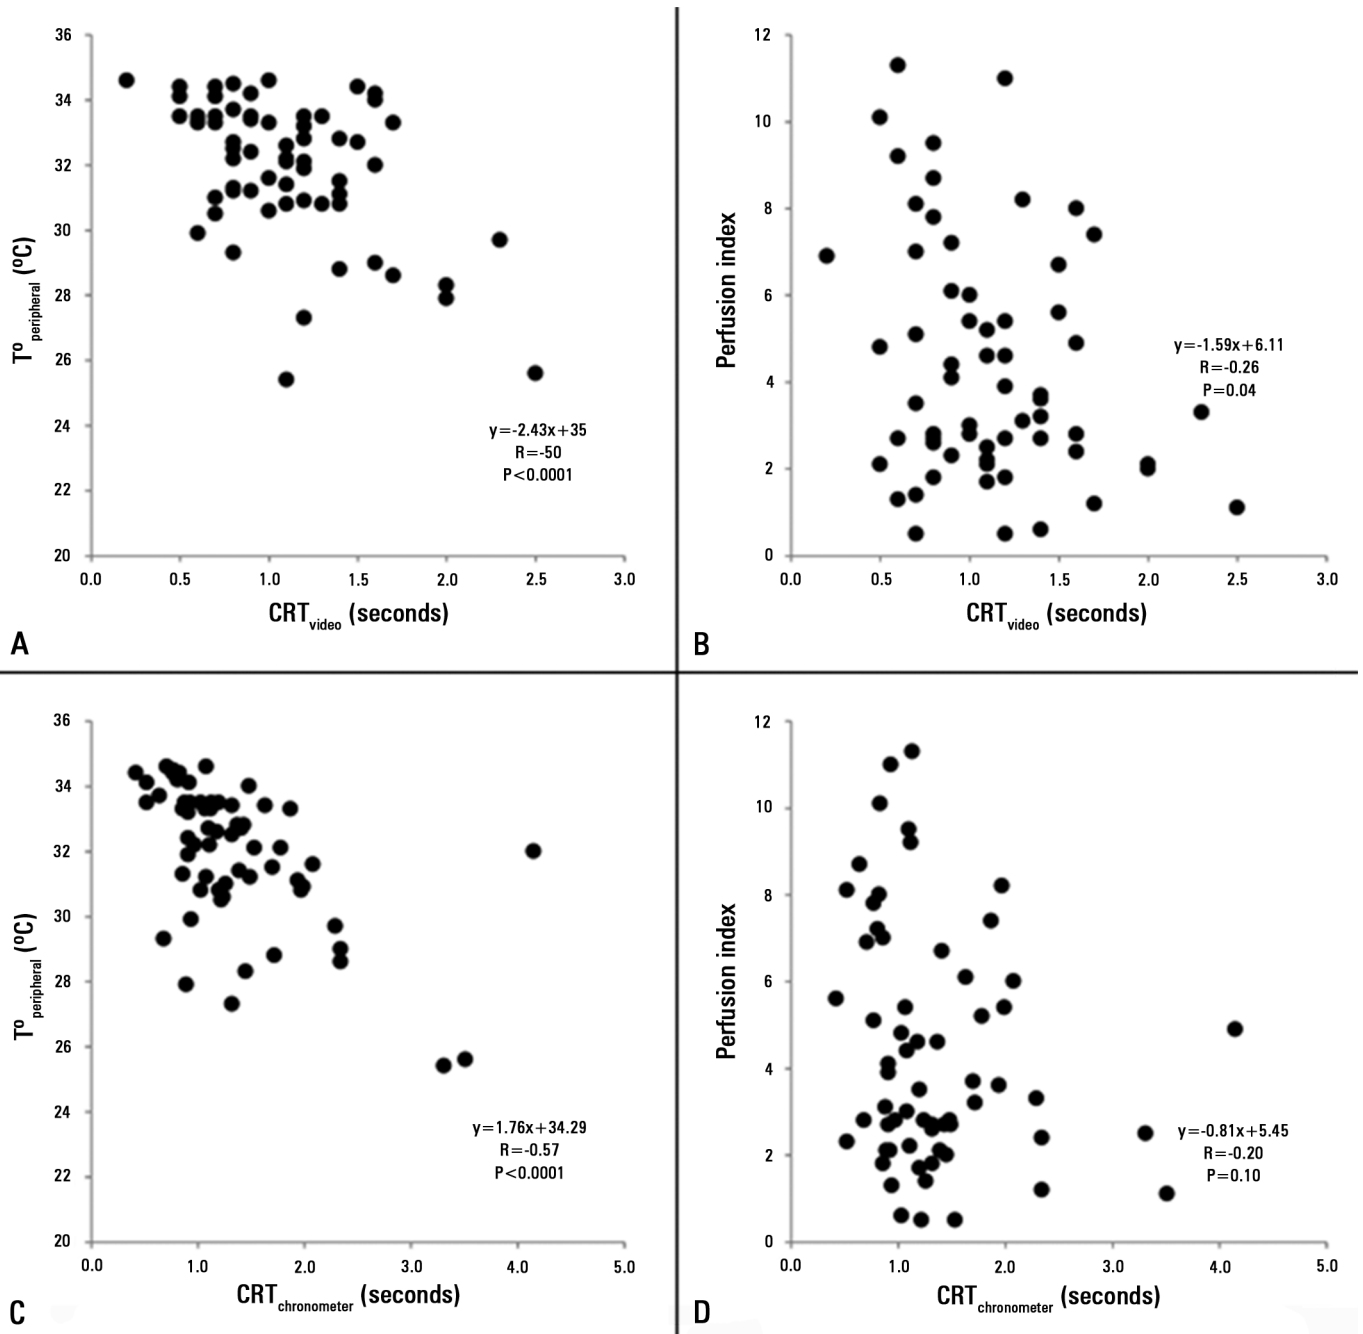 36
34
32
30
28
26
24
22
20
Tº peripheral (ºC)
y=-2.43x+35
R=-50
P<0.0001
0.0 0.5 1.0 1.5 2.0 2.5 3.0
CRTvideo (seconds)
A
12
10
8
6
4
2
0
Perfusion index
y=-1.59x+6.11
R=-0.26
P=0.04
0.0 0.5 1.0 1.5 2.0 2.5 3.0
CRTvideo (seconds)
B
36
34
32
30
28
26
24
22
20
Tº peripheral (ºC)
y=1.76x+34.29
R=-0.57
P<0.0001
0.0 1.0 2.0 3.0 4.0 5.0
CRTchronometer (seconds)
C
12
10
8
6
4
2
0
Perfusion index
y=-0.81x+5.45
R=-0.20
P=0.10
0.0 1.0 2.0 3.0 4.0 5.0
CRTchronometer (seconds)
D